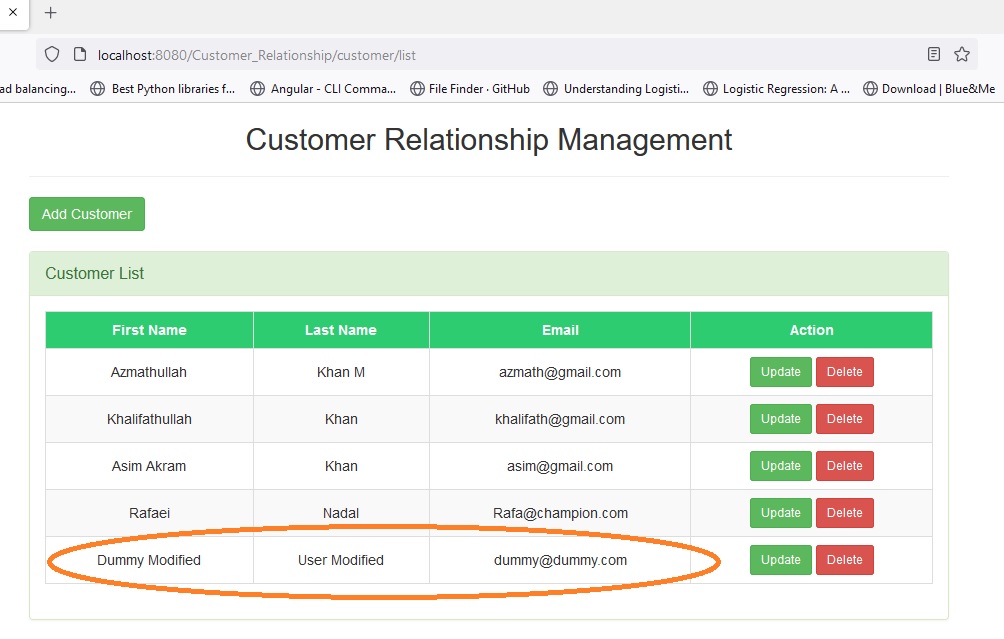 localhost:8080/Customer_Relationship/customer/list
ad balancing... Best Python libraries f... Angular - CLI Comma... File Finder · GitHub Understanding Logisti... Logistic Regression: A ... Download | Blue&Me
Customer Relationship Management
Add Customer
Customer List
First Name Last Name Email Action
Azmathullah Khan M azmath@gmail.com Update Delete
Khalifathullah Khan khalifath@gmail.com Update Delete
Asim Akram Khan asim@gmail.com Update Delete
Rafaei Nadal Rafa@champion.com Update Delete
Dummy Modified User Modified dummy@dummy.com Update Delete